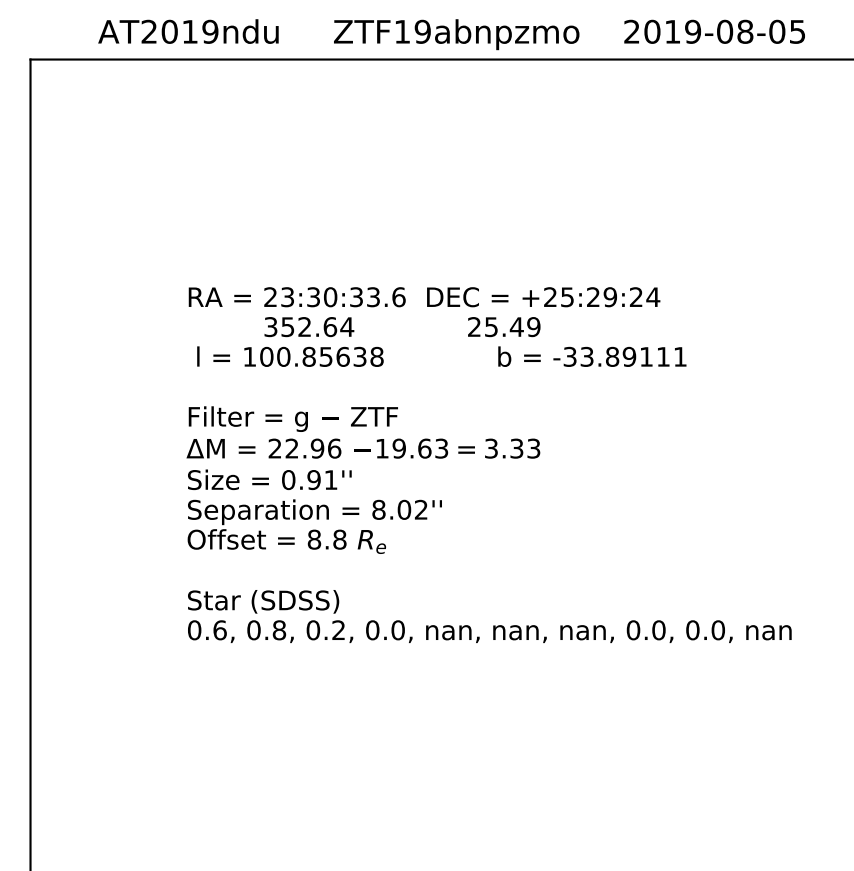 AT2019ndu ZTF19abnpzmo 2019-08-05
RA = 23:30:33.6 DEC = +25:29:24
352.64 25.49
l = 100.85638 b = -33.89111
Filter = g − ZTF
ΔM = 22.96 −19.63 = 3.33
Size = 0.91''
Separation = 8.02''
Offset = 8.8 Re
Star (SDSS)
0.6, 0.8, 0.2, 0.0, nan, nan, nan, 0.0, 0.0, nan